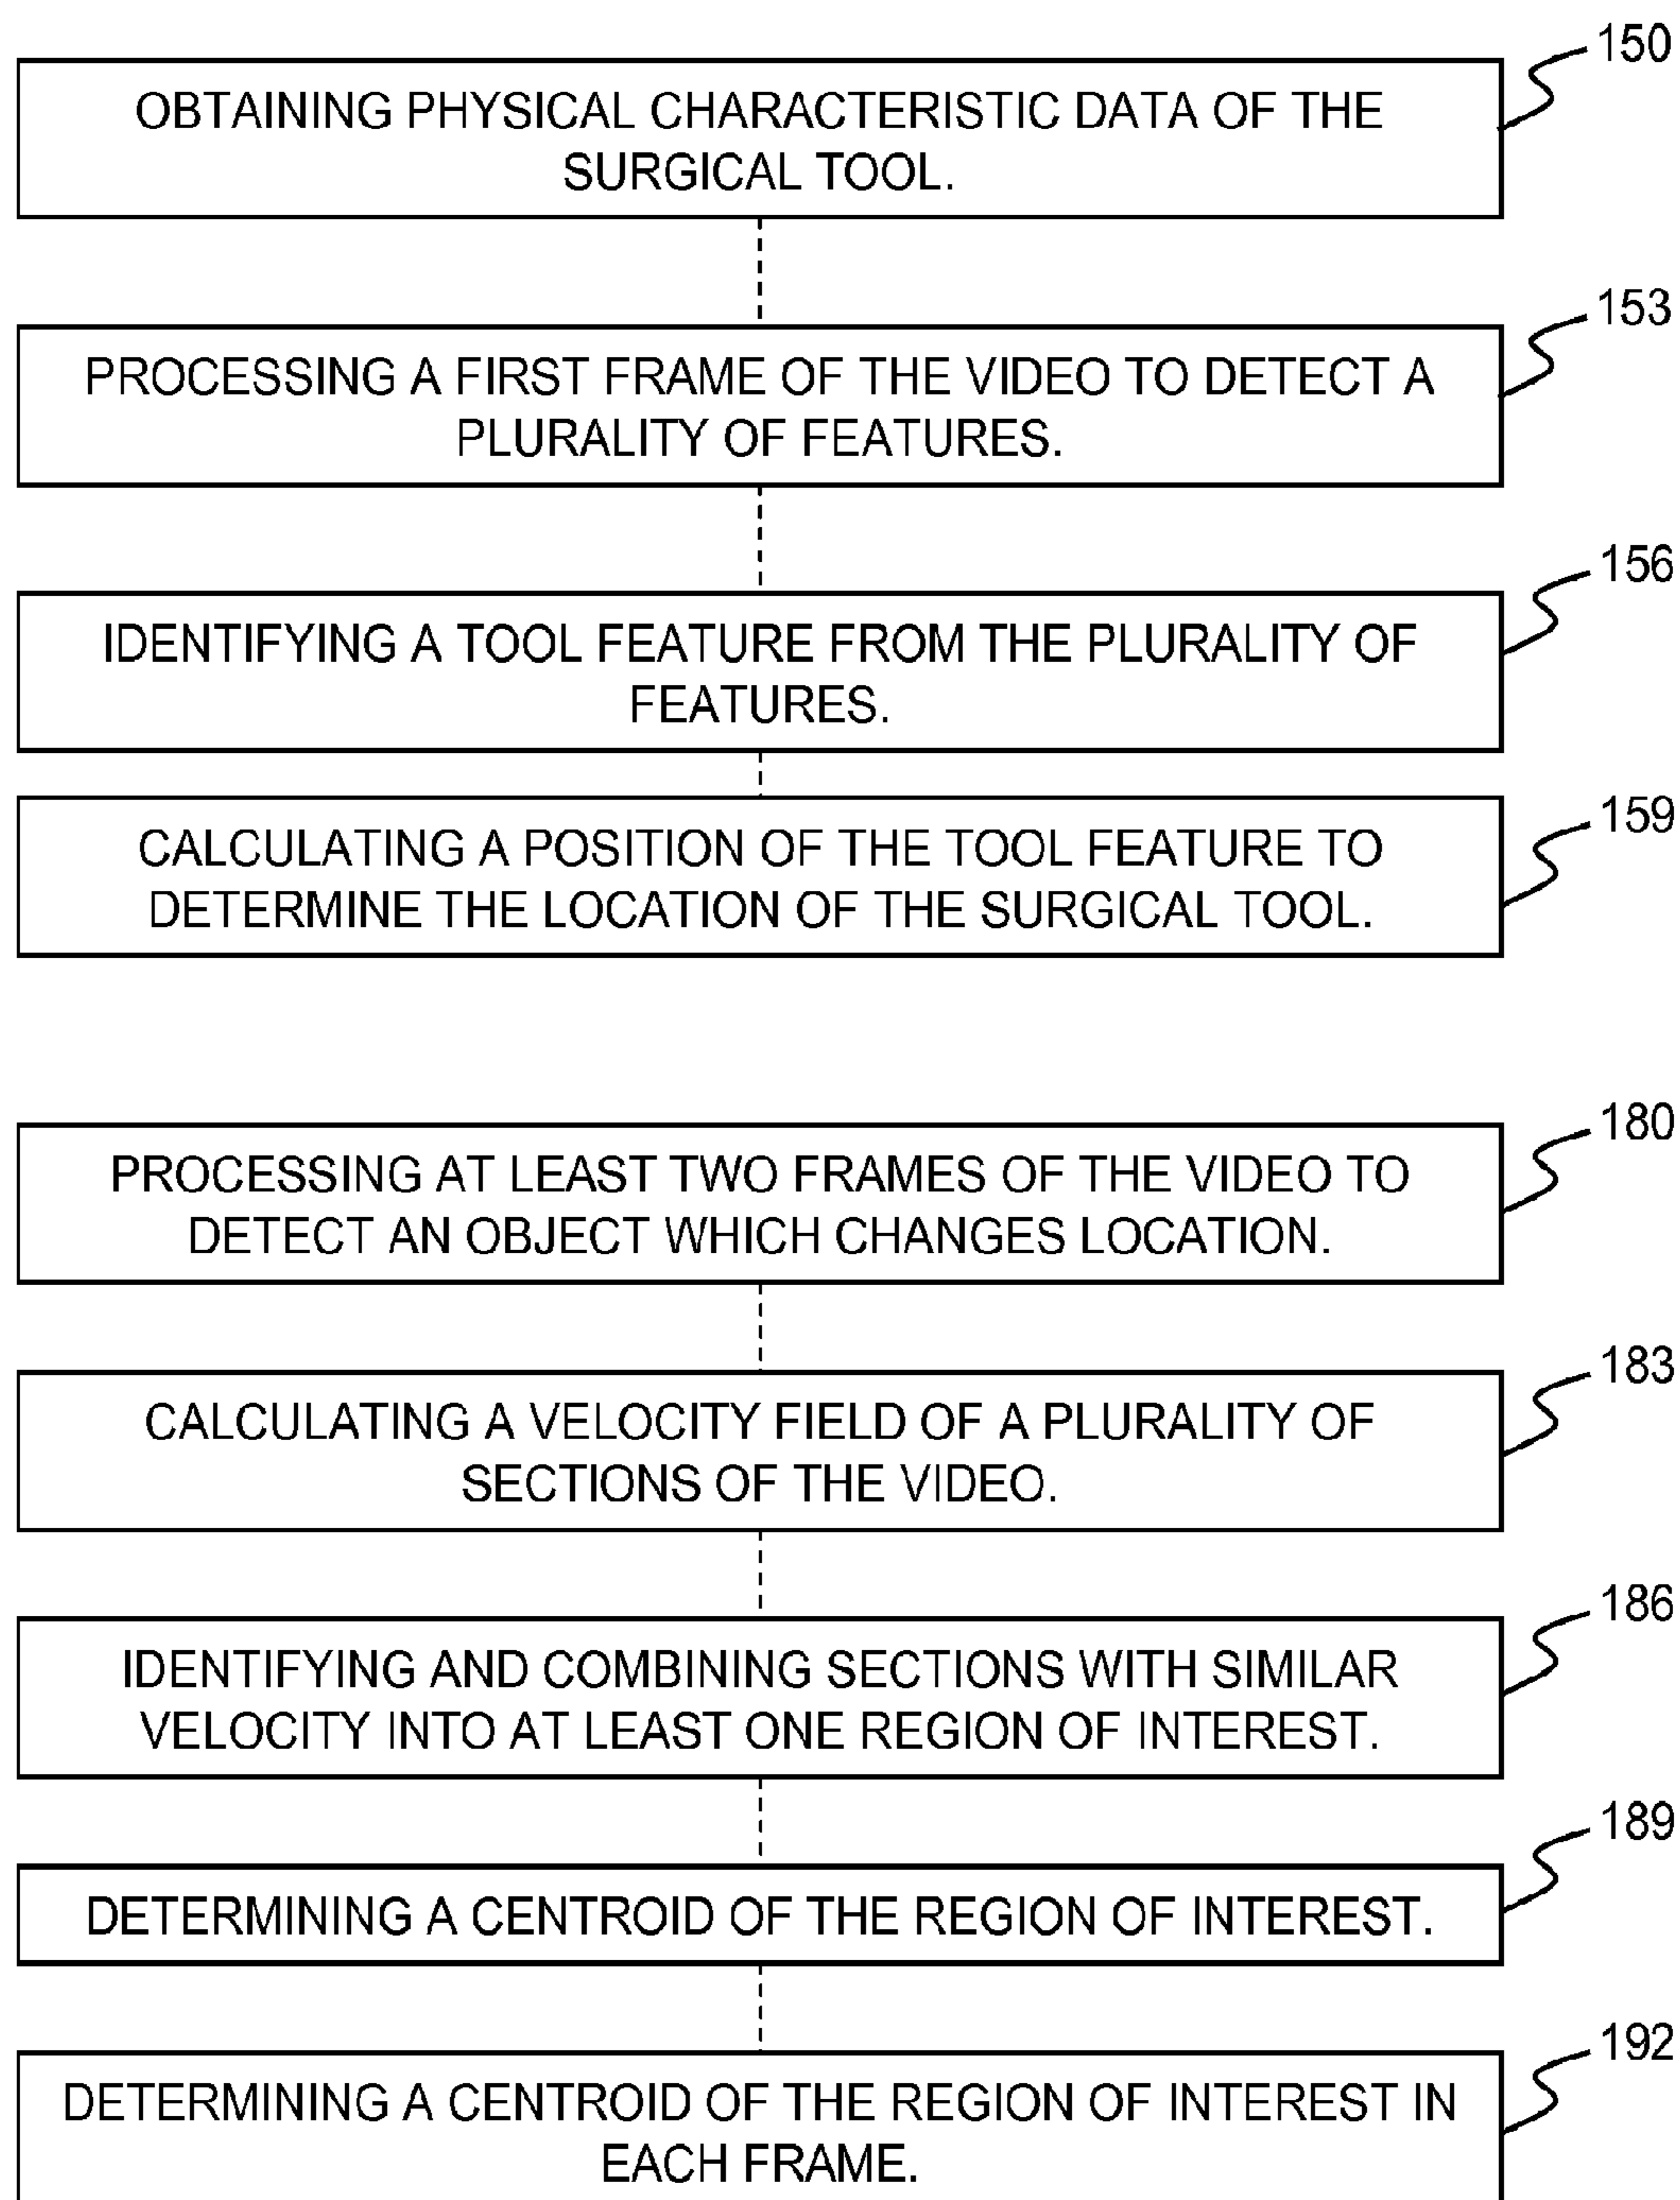 150
OBTAINING PHYSICAL CHARACTERISTIC DATA OF THE
SURGICAL TOOL.
153
PROCESSING A FIRST FRAME OF THE VIDEO TO DETECT A
PLURALITY OF FEATURES.
156
IDENTIFYING A TOOL FEATURE FROM THE PLURALITY OF
FEATURES.
159
CALCULATING A POSITION OF THE TOOL FEATURE TO
DETERMINE THE LOCATION OF THE SURGICAL TOOL.
180
PROCESSING AT LEAST TWO FRAMES OF THE VIDEO TO
DETECT AN OBJECT WHICH CHANGES LOCATION.
183
CALCULATING A VELOCITY FIELD OF A PLURALITY OF
SECTIONS OF THE VIDEO.
186
IDENTIFYING AND COMBINING SECTIONS WITH SIMILAR
VELOCITY INTO AT LEAST ONE REGION OF INTEREST.
189
DETERMINING A CENTROID OF THE REGION OF INTEREST.
192
DETERMINING A CENTROID OF THE REGION OF INTEREST IN
EACH FRAME.